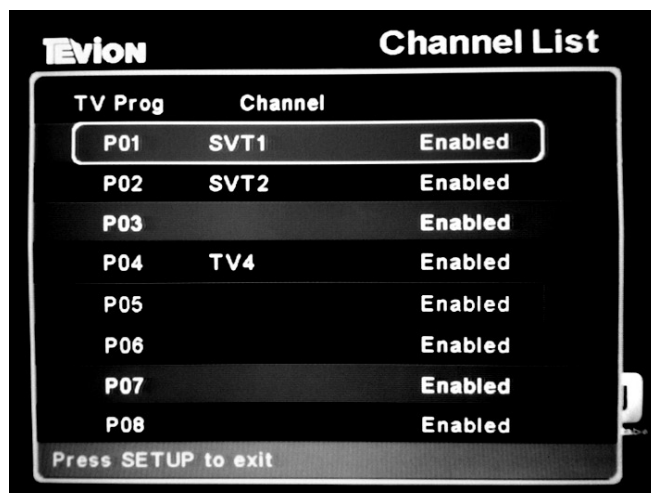 TEVION
Channel List
TV Prog Channel
P01 SVT1 Enabled
P02 SVT2 Enabled
P03 Enabled
P04 TV4 Enabled
P05 Enabled
P06 Enabled
P07 Enabled
P08 Enabled
Press SETUP to exit